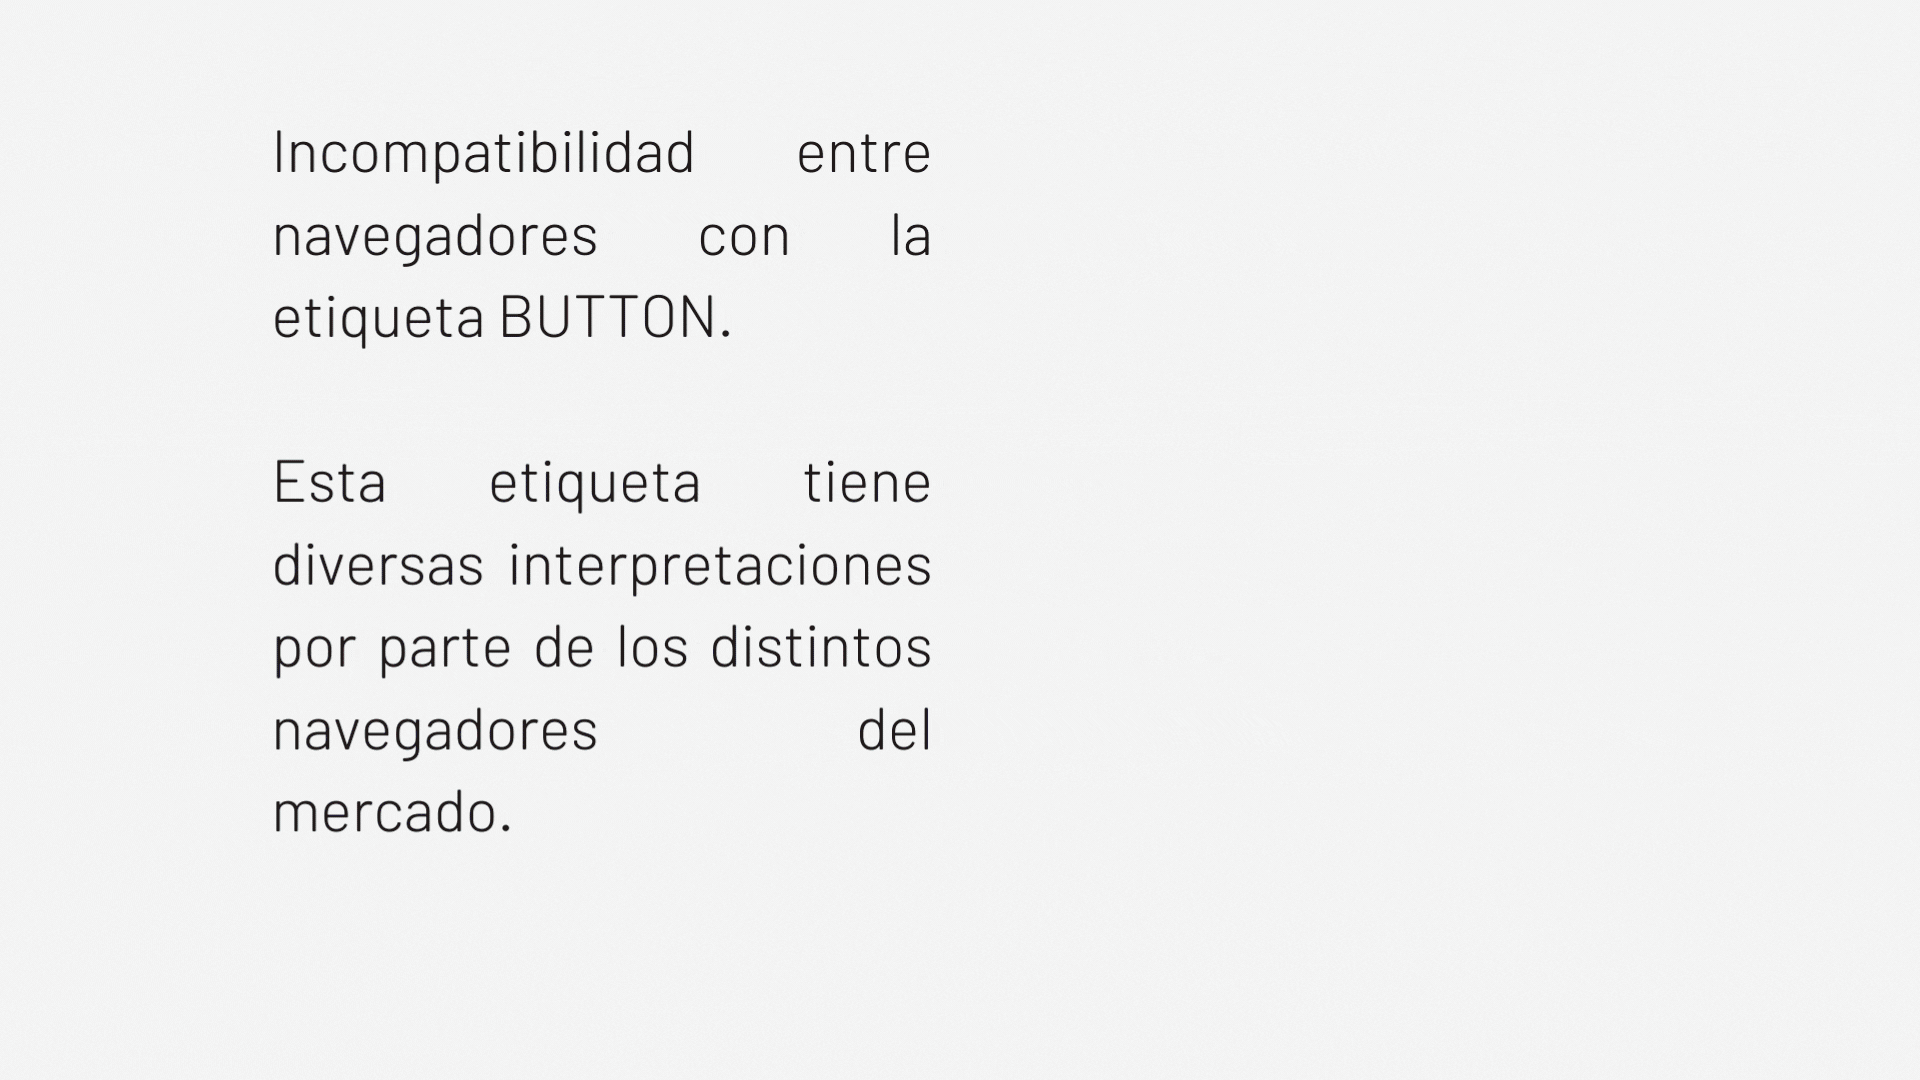 Incompatibilidad entre
navegadores con la
etiqueta BUTTON.
Esta etiqueta tiene
diversas interpretaciones
por parte de los distintos
navegadores del
mercado.